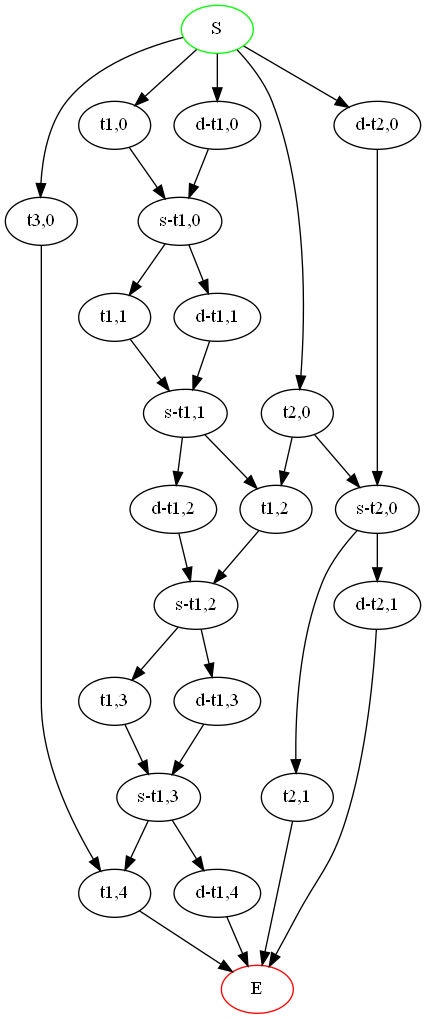 S
t1,0
d-t1,0
d-t2,0
t3,0
s-t1,0
t1,1
d-t1,1
s-t1,1
t2,0
d-t1,2
t1,2
s-t2,0
s-t1,2
d-t2,1
t1,3
d-t1,3
s-t1,3
t2,1
t1,4
d-t1,4
E